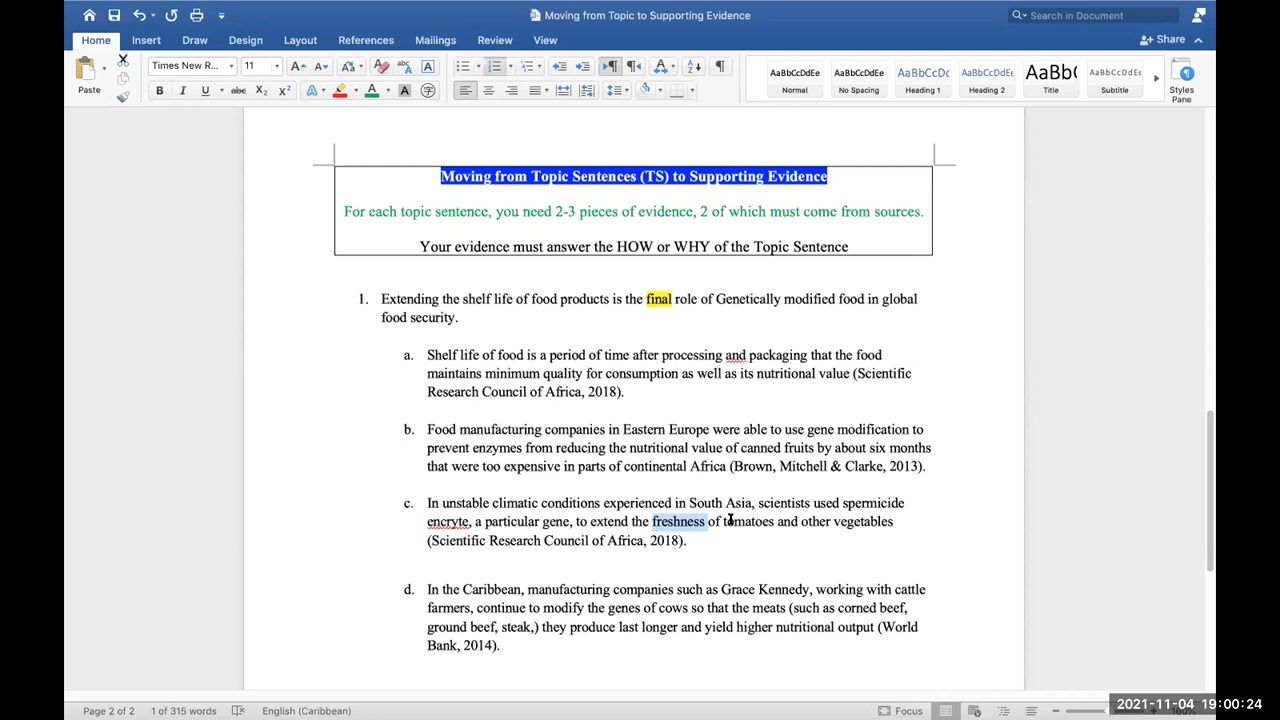 Moving from Topic to Supporting Evidence
Search in Document
Home Insert Draw Design Layout References Mailings Review View
Share
Paste
Times New R...
11
AaBbCcDdEe
Normal
AaBbCcDdEe
No Spacing
AaBbCcDc
Heading 1
AaBbCcDdEe
Heading 2
AaBb(
Title
AaBbCcDdEe
Subtitle
Styles
Pane
Moving from Topic Sentences (TS) to Supporting Evidence
For each topic sentence, you need 2-3 pieces of evidence, 2 of which must come from sources.
Your evidence must answer the HOW or WHY of the Topic Sentence
1. Extending the shelf life of food products is the final role of Genetically modified food in global
food security.
a. Shelf life of food is a period of time after processing and packaging that the food
maintains minimum quality for consumption as well as its nutritional value (Scientific
Research Council of Africa, 2018).
b. Food manufacturing companies in Eastern Europe were able to use gene modification to
prevent enzymes from reducing the nutritional value of canned fruits by about six months
that were too expensive in parts of continental Africa (Brown, Mitchell & Clarke, 2013).
c. In unstable climatic conditions experienced in South Asia, scientists used spermicide
encryte, a particular gene, to extend the freshness of tomatoes and other vegetables
(Scientific Research Council of Africa, 2018).
d. In the Caribbean, manufacturing companies such as Grace Kennedy, working with cattle
farmers, continue to modify the genes of cows so that the meats (such as corned beef,
ground beef, steak,) they produce last longer and yield higher nutritional output (World
Bank, 2014).
Page 2 of 2 1 of 315 words English (Caribbean) Focus
2021-11-04 19:00:24